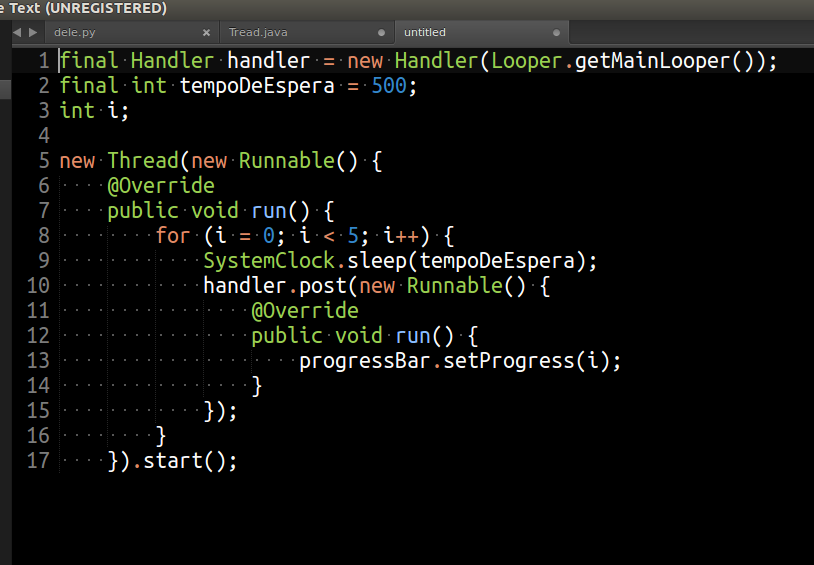 e Text (UNREGISTERED)
dele.py × Tread.java untitled
1 final Handler handler = new Handler(Looper.getMainLooper());
2 final int tempoDeEspera = 500;
3 int i;
4
5 new Thread(new Runnable() {
6     @Override
7     public void run() {
8         for (i = 0; i < 5; i++) {
9             SystemClock.sleep(tempoDeEspera);
10             handler.post(new Runnable() {
11                 @Override
12                 public void run() {
13                     progressBar.setProgress(i);
14                 }
15             });
16         }
17     }).start();